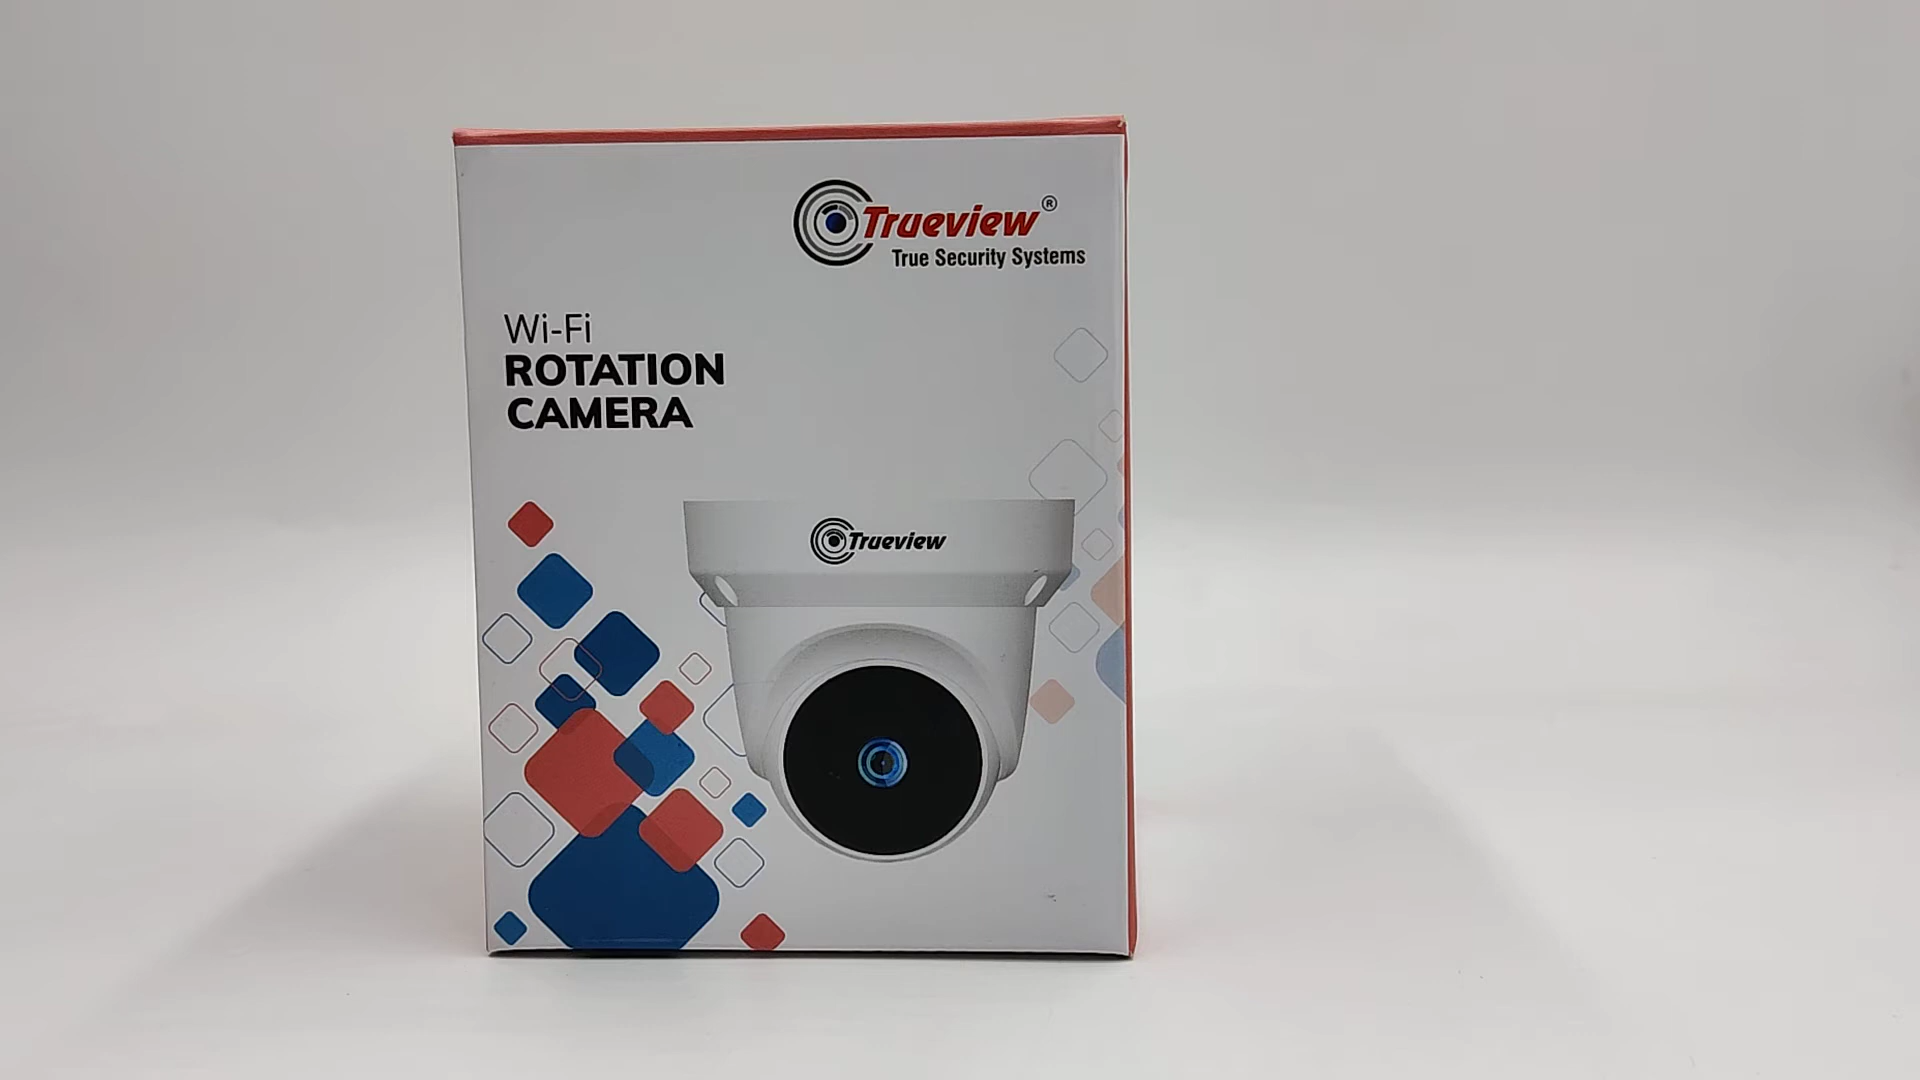 Trueview®
True Security Systems
Wi-Fi
ROTATION
CAMERA
Trueview